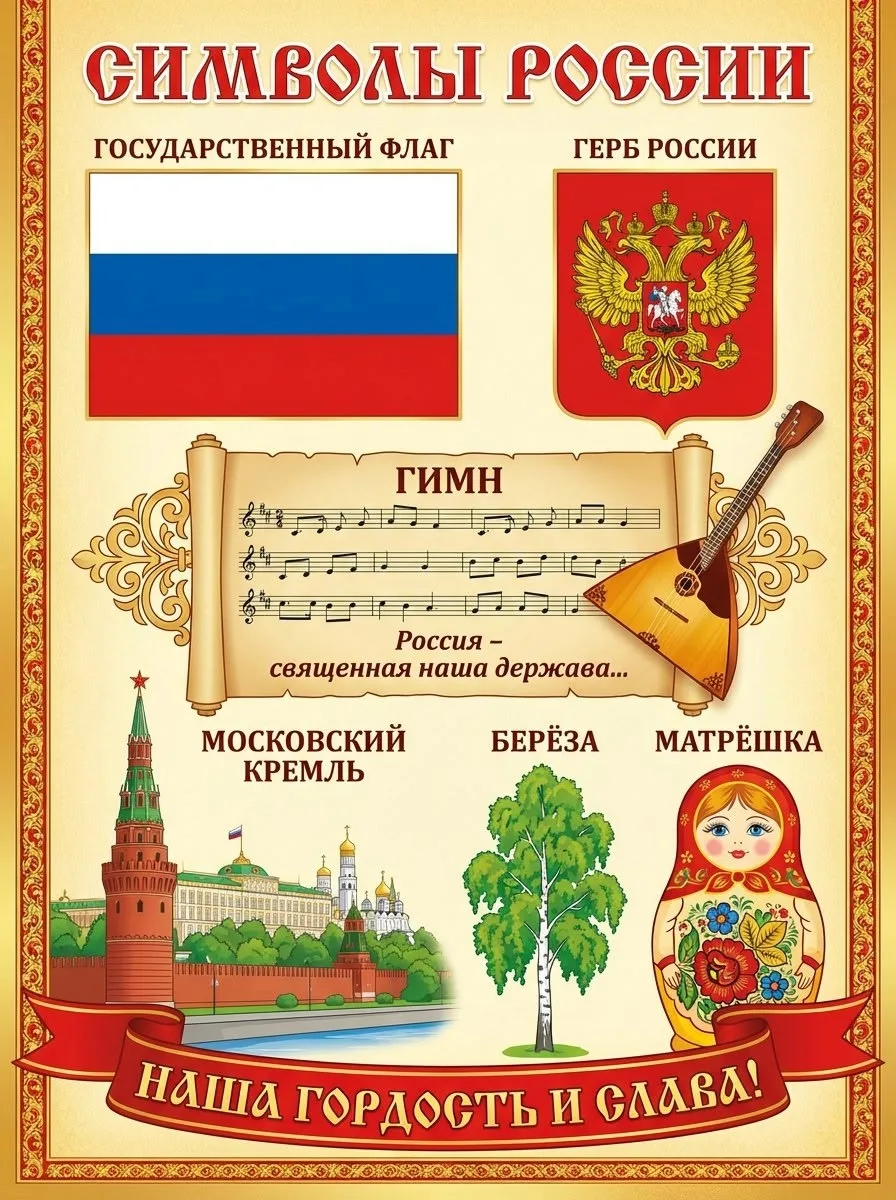 СИМВОЛЫ РОССИИ
ГОСУДАРСТВЕННЫЙ ФЛАГ
ГЕРБ РОССИИ
ГИМН
Россия –
священная наша держава...
МОСКОВСКИЙ
КРЕМЛЬ
БЕРЁЗА
МАТРЁШКА
НАША ГОРДОСТЬ И СЛАВА!